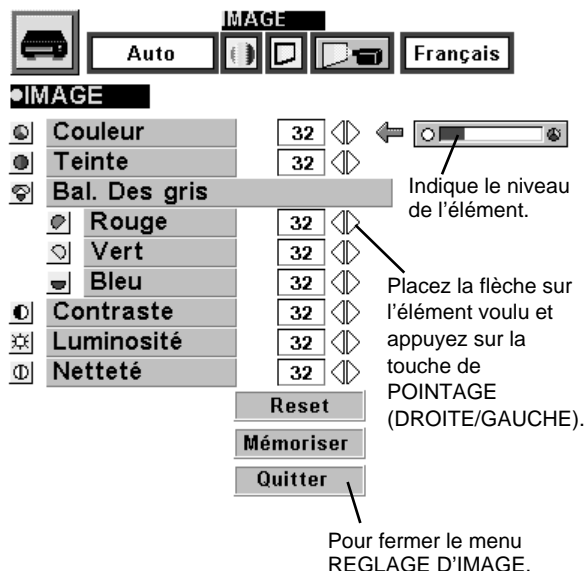 IMAGE
Auto
Français
•IMAGE
Couleur 32
Teinte 32
Indique le niveau
de l'élément.
Bal. Des gris
Rouge 32
Vert 32
Bleu 32
Placez la flèche sur
l'élément voulu et
appuyez sur la
touche de
POINTAGE
(DROITE/GAUCHE).
Contraste 32
Luminosité 32
Netteté 32
Reset
Mémoriser
Quitter
Pour fermer le menu
REGLAGE D'IMAGE.